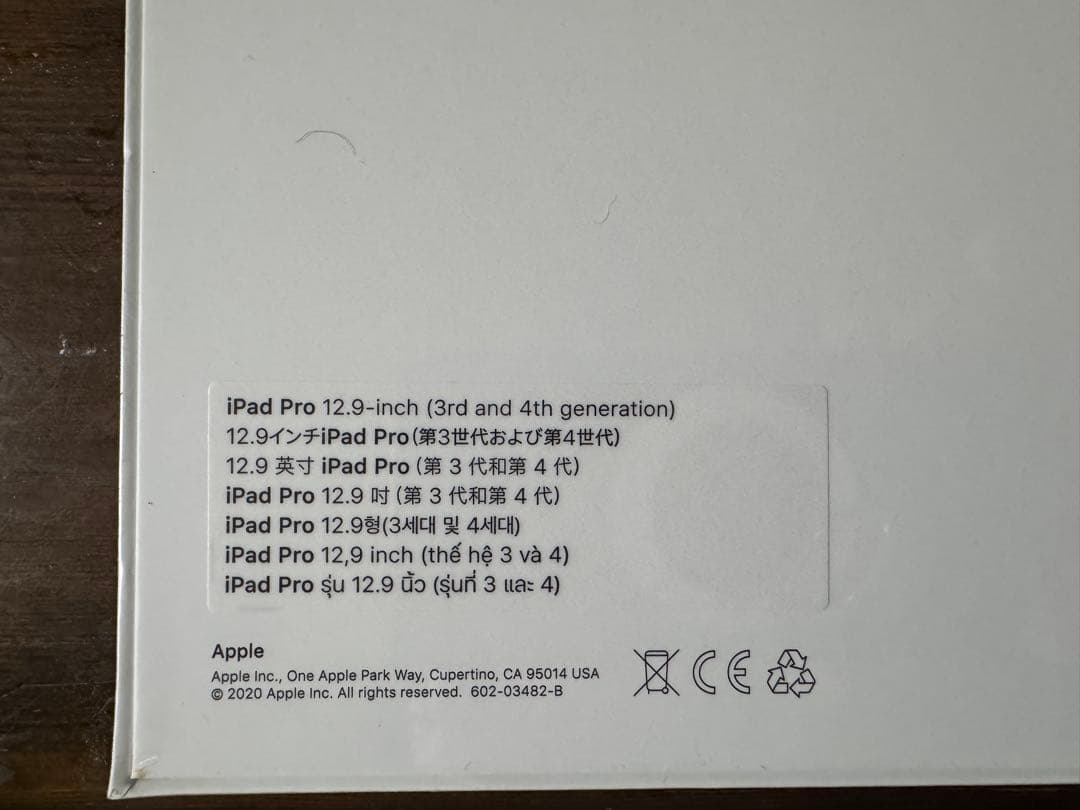 iPad Pro 12.9-inch (3rd and 4th generation)
12.9インチiPad Pro(第3世代および第4世代)
12.9 英寸 iPad Pro (第 3 代和第 4 代)
iPad Pro 12.9 吋 (第 3 代和第 4 代)
iPad Pro 12.9형(3세대 및 4세대)
iPad Pro 12,9 inch (thế hệ 3 và 4)
iPad Pro รุ่น 12.9 นิ้ว (รุ่นที่ 3 และ 4)
Apple
Apple Inc., One Apple Park Way, Cupertino, CA 95014 USA
© 2020 Apple Inc. All rights reserved. 602-03482-B
CE